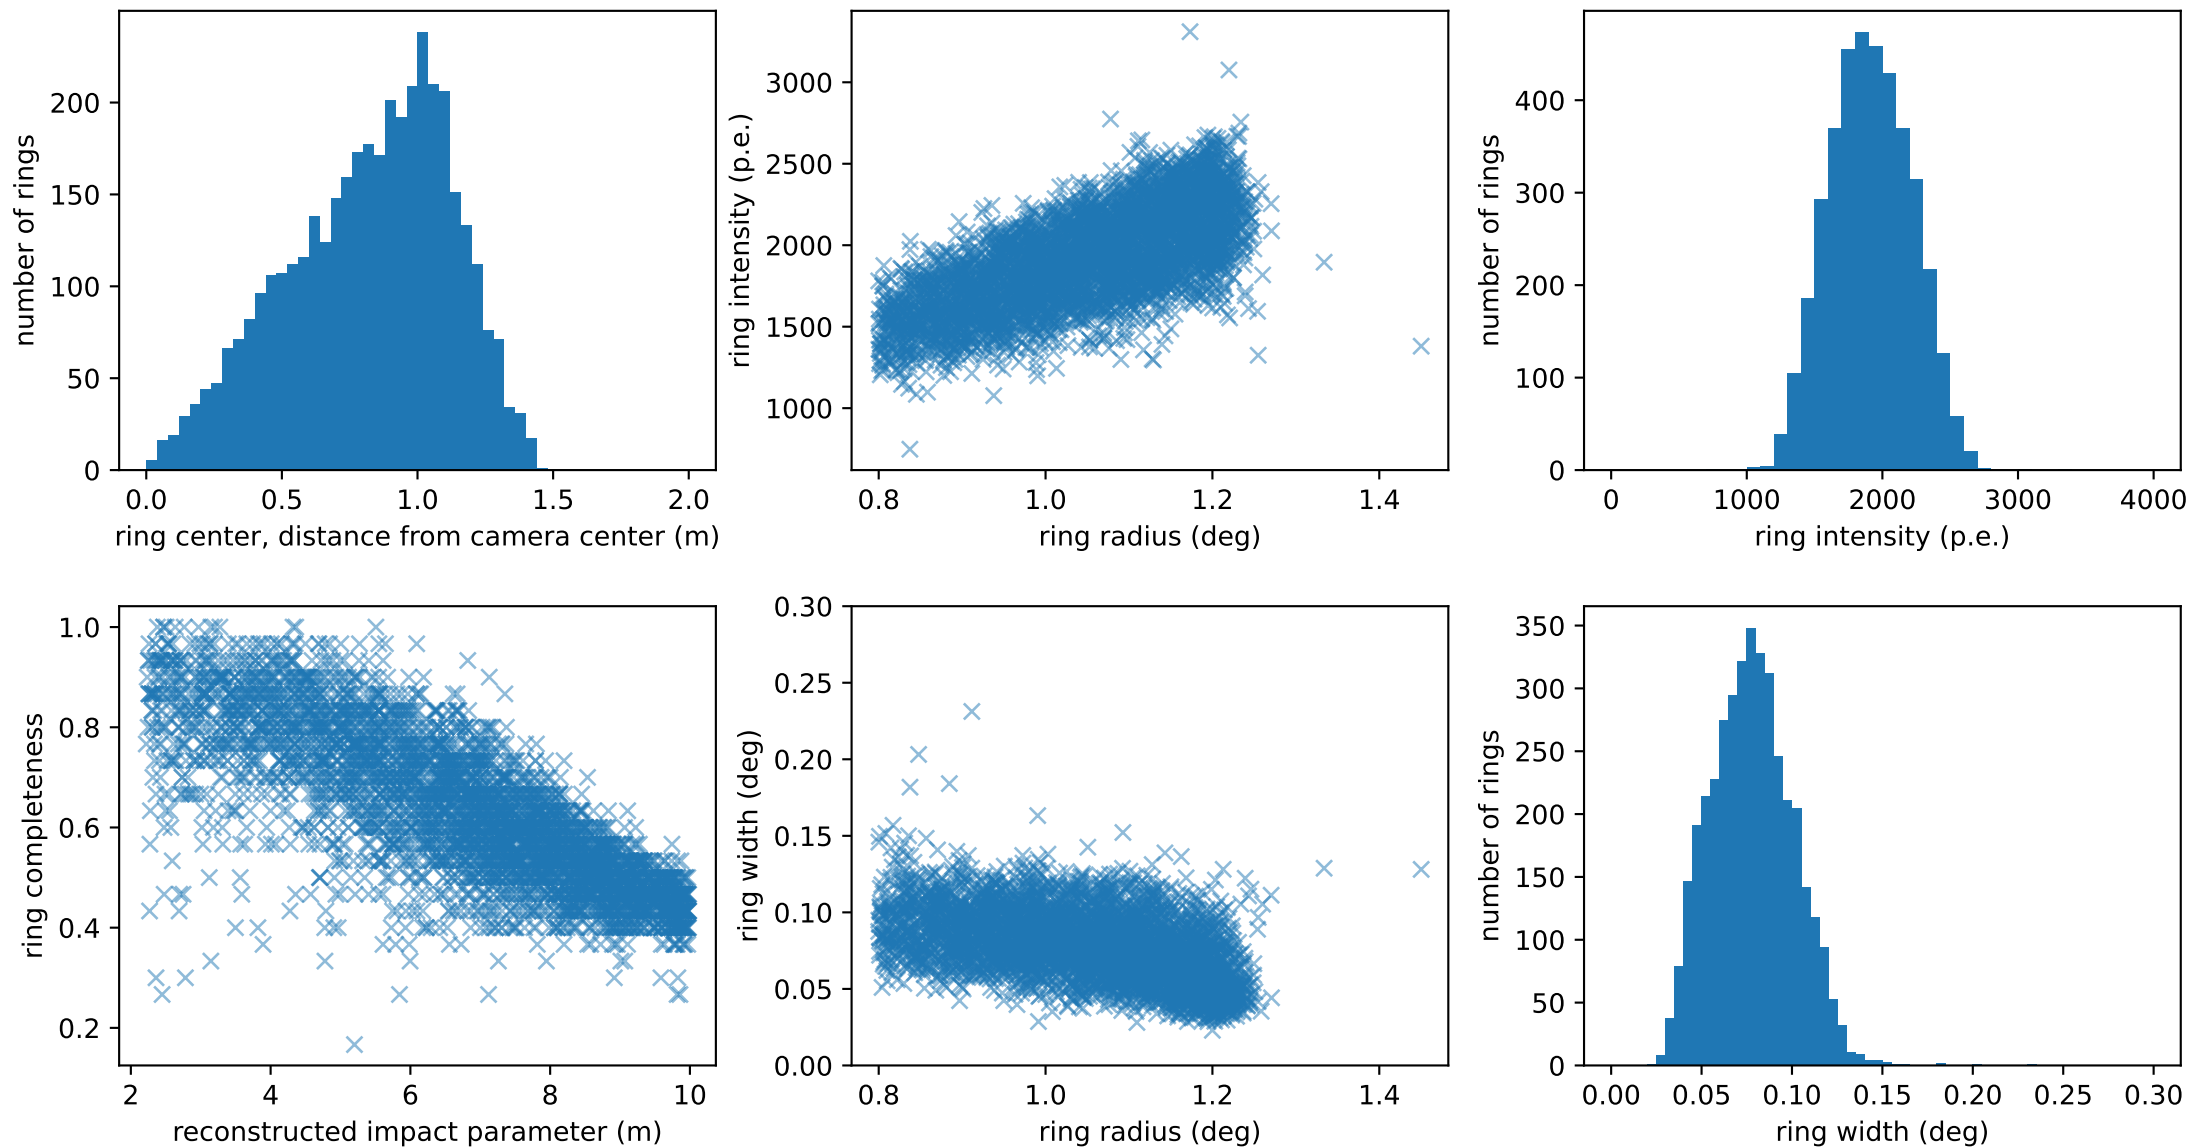 number of rings
200
150
100
50
0
0.0 0.5 1.0 1.5 2.0
ring center, distance from camera center (m)
ring intensity (p.e.)
3000
2500
2000
1500
1000
0.8 1.0 1.2 1.4
ring radius (deg)
number of rings
400
300
200
100
0
0 1000 2000 3000 4000
ring intensity (p.e.)
ring completeness
1.0
0.8
0.6
0.4
0.2
2 4 6 8 10
reconstructed impact parameter (m)
ring width (deg)
0.30
0.25
0.20
0.15
0.10
0.05
0.00
0.8 1.0 1.2 1.4
ring radius (deg)
number of rings
350
300
250
200
150
100
50
0
0.00 0.05 0.10 0.15 0.20 0.25 0.30
ring width (deg)